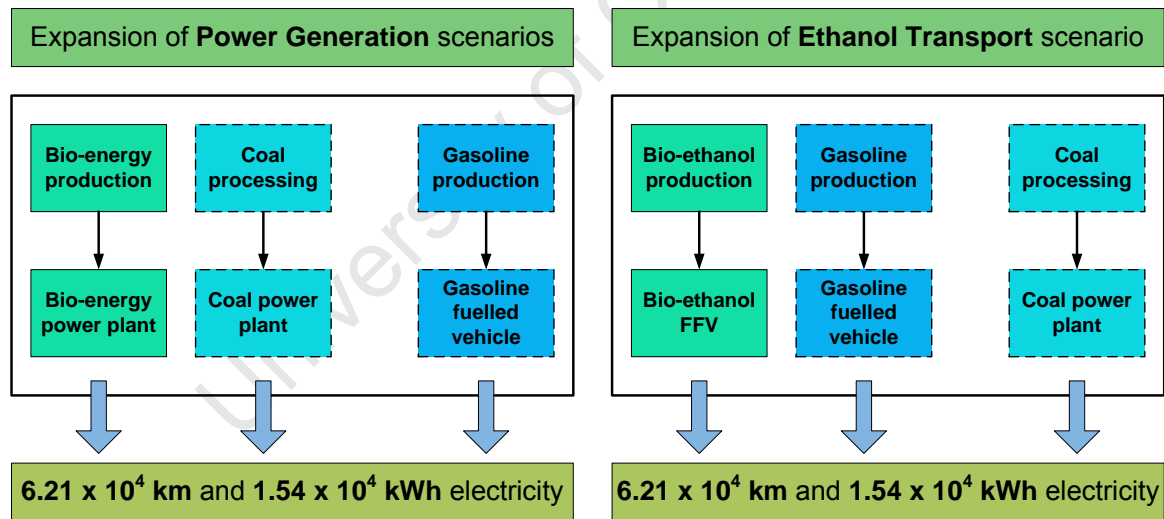 Expansion of Power Generation scenarios
Bio-energy
production
Coal
processing
Gasoline
production
Bio-energy
power plant
Coal power
plant
Gasoline
fuelled
vehicle
6.21 x 10⁴ km and 1.54 x 10⁴ kWh electricity
Expansion of Ethanol Transport scenario
Bio-ethanol
production
Gasoline
production
Coal
processing
Bio-ethanol
FFV
Gasoline
fuelled
vehicle
Coal power
plant
6.21 x 10⁴ km and 1.54 x 10⁴ kWh electricity
University of